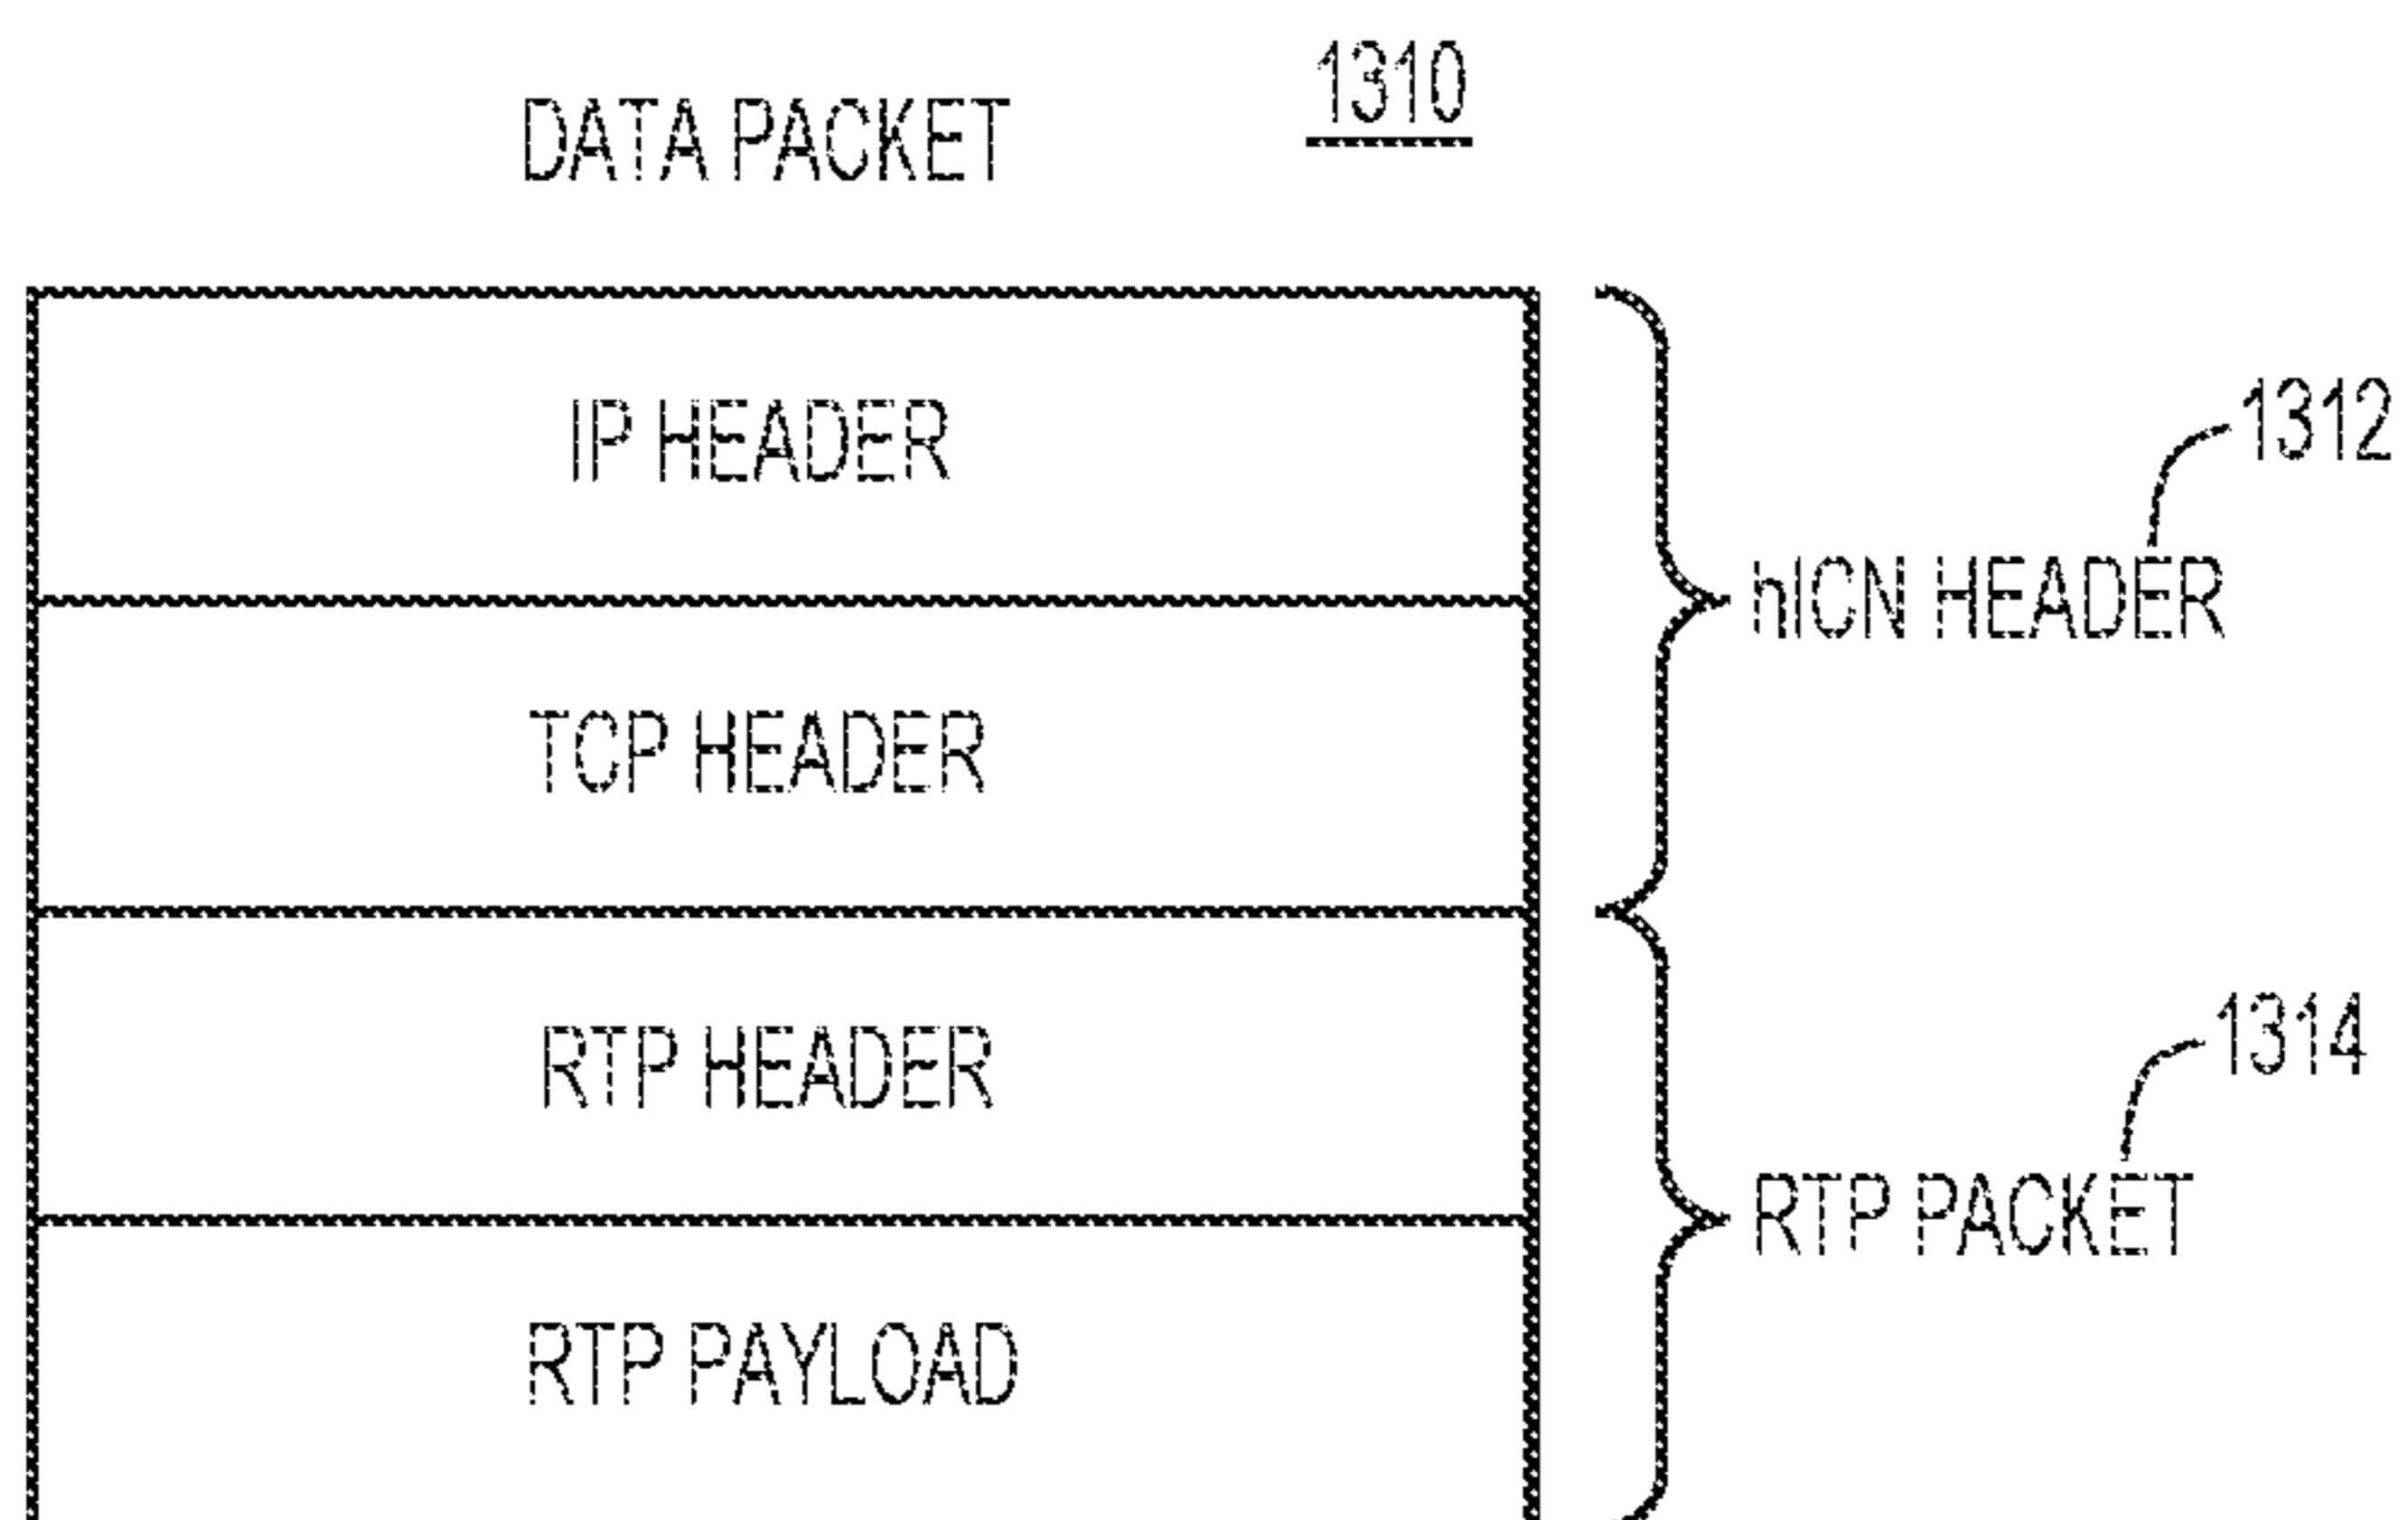 DATA PACKET
1310
IP HEADER
1312
hICN HEADER
TCP HEADER
RTP HEADER
1314
RTP PACKET
RTP PAYLOAD